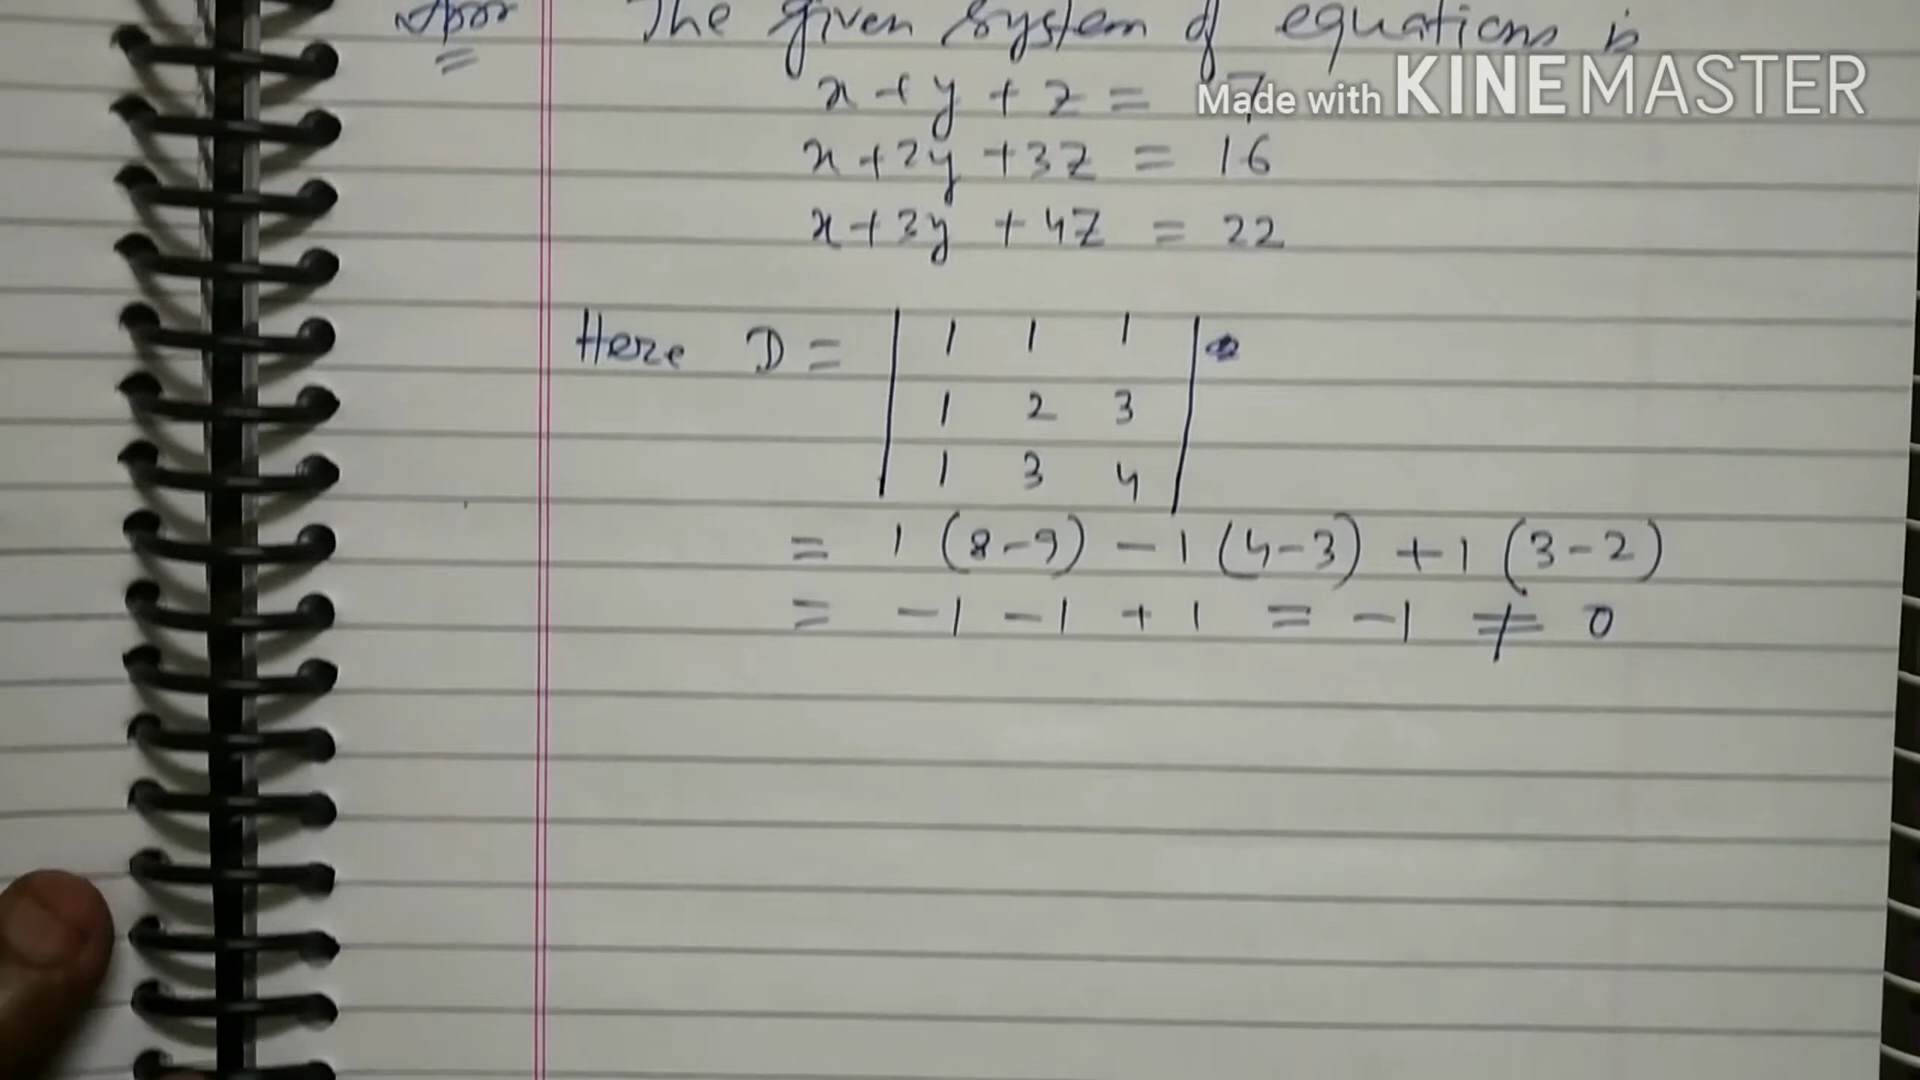 The given system of equations is
x + y + z = 7
Made with KINEMASTER
x + 2y + 3z = 16
x + 3y + 4z = 22
Here D = | 1 1 1 |
| 1 2 3 |
| 1 3 4 |
= 1 (8-9) - 1 (4-3) + 1 (3-2)
= -1 -1 + 1 = -1 ≠ 0